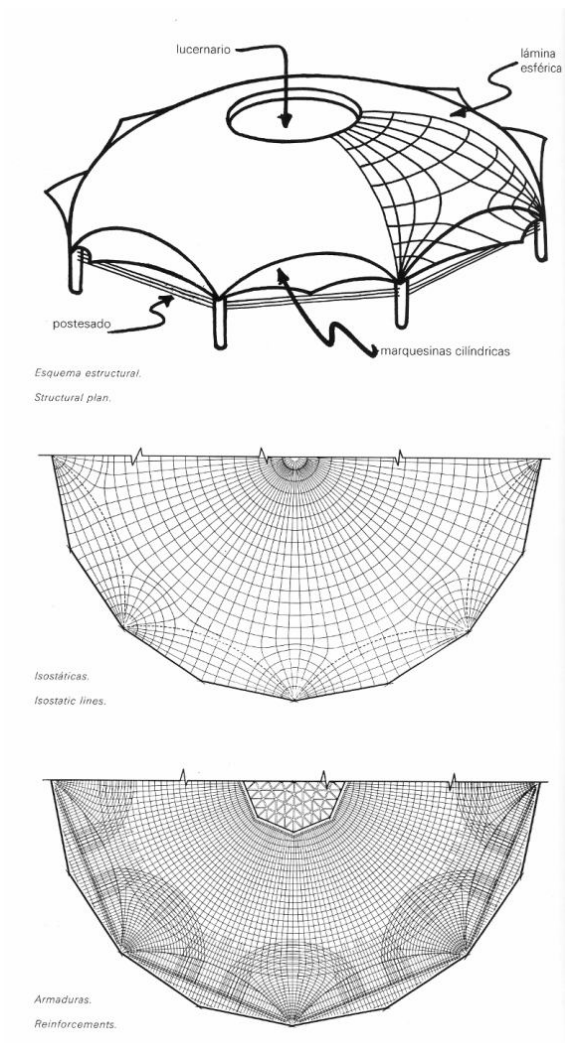 lucernario
lámina
esférica
postesado
marquesinas cilíndricas
Esquema estructural.
Structural plan.
Isostáticas.
Isostatic lines.
Armaduras.
Reinforcements.